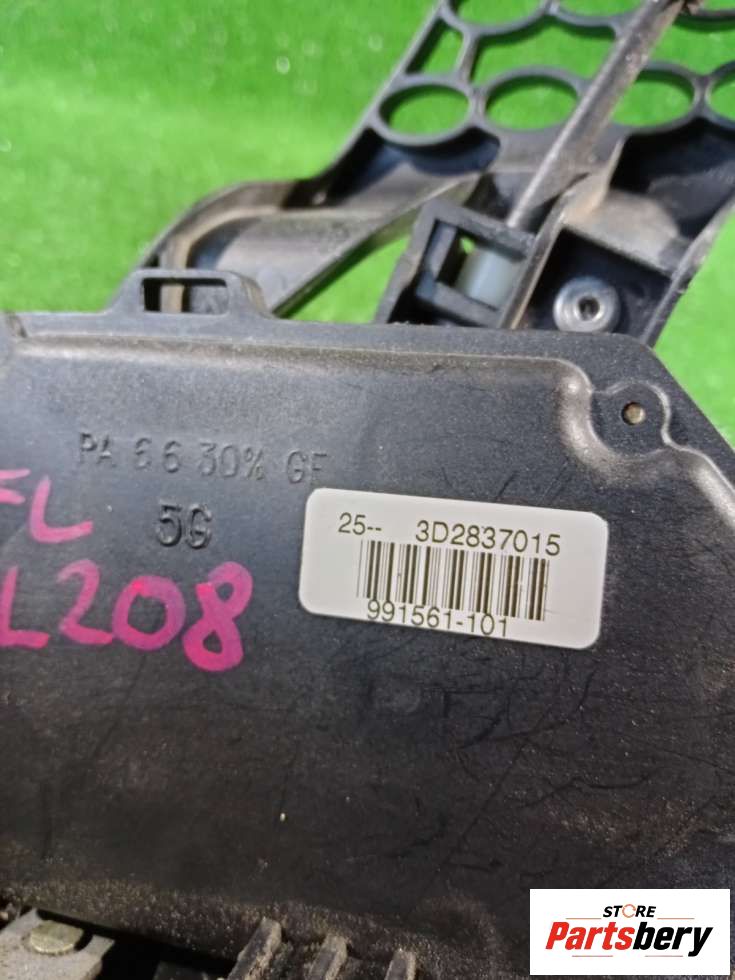 PA 6 6 30% GF
5G
FL
L208
25-- 3D2837015
991561-101
STORE
Partsbery